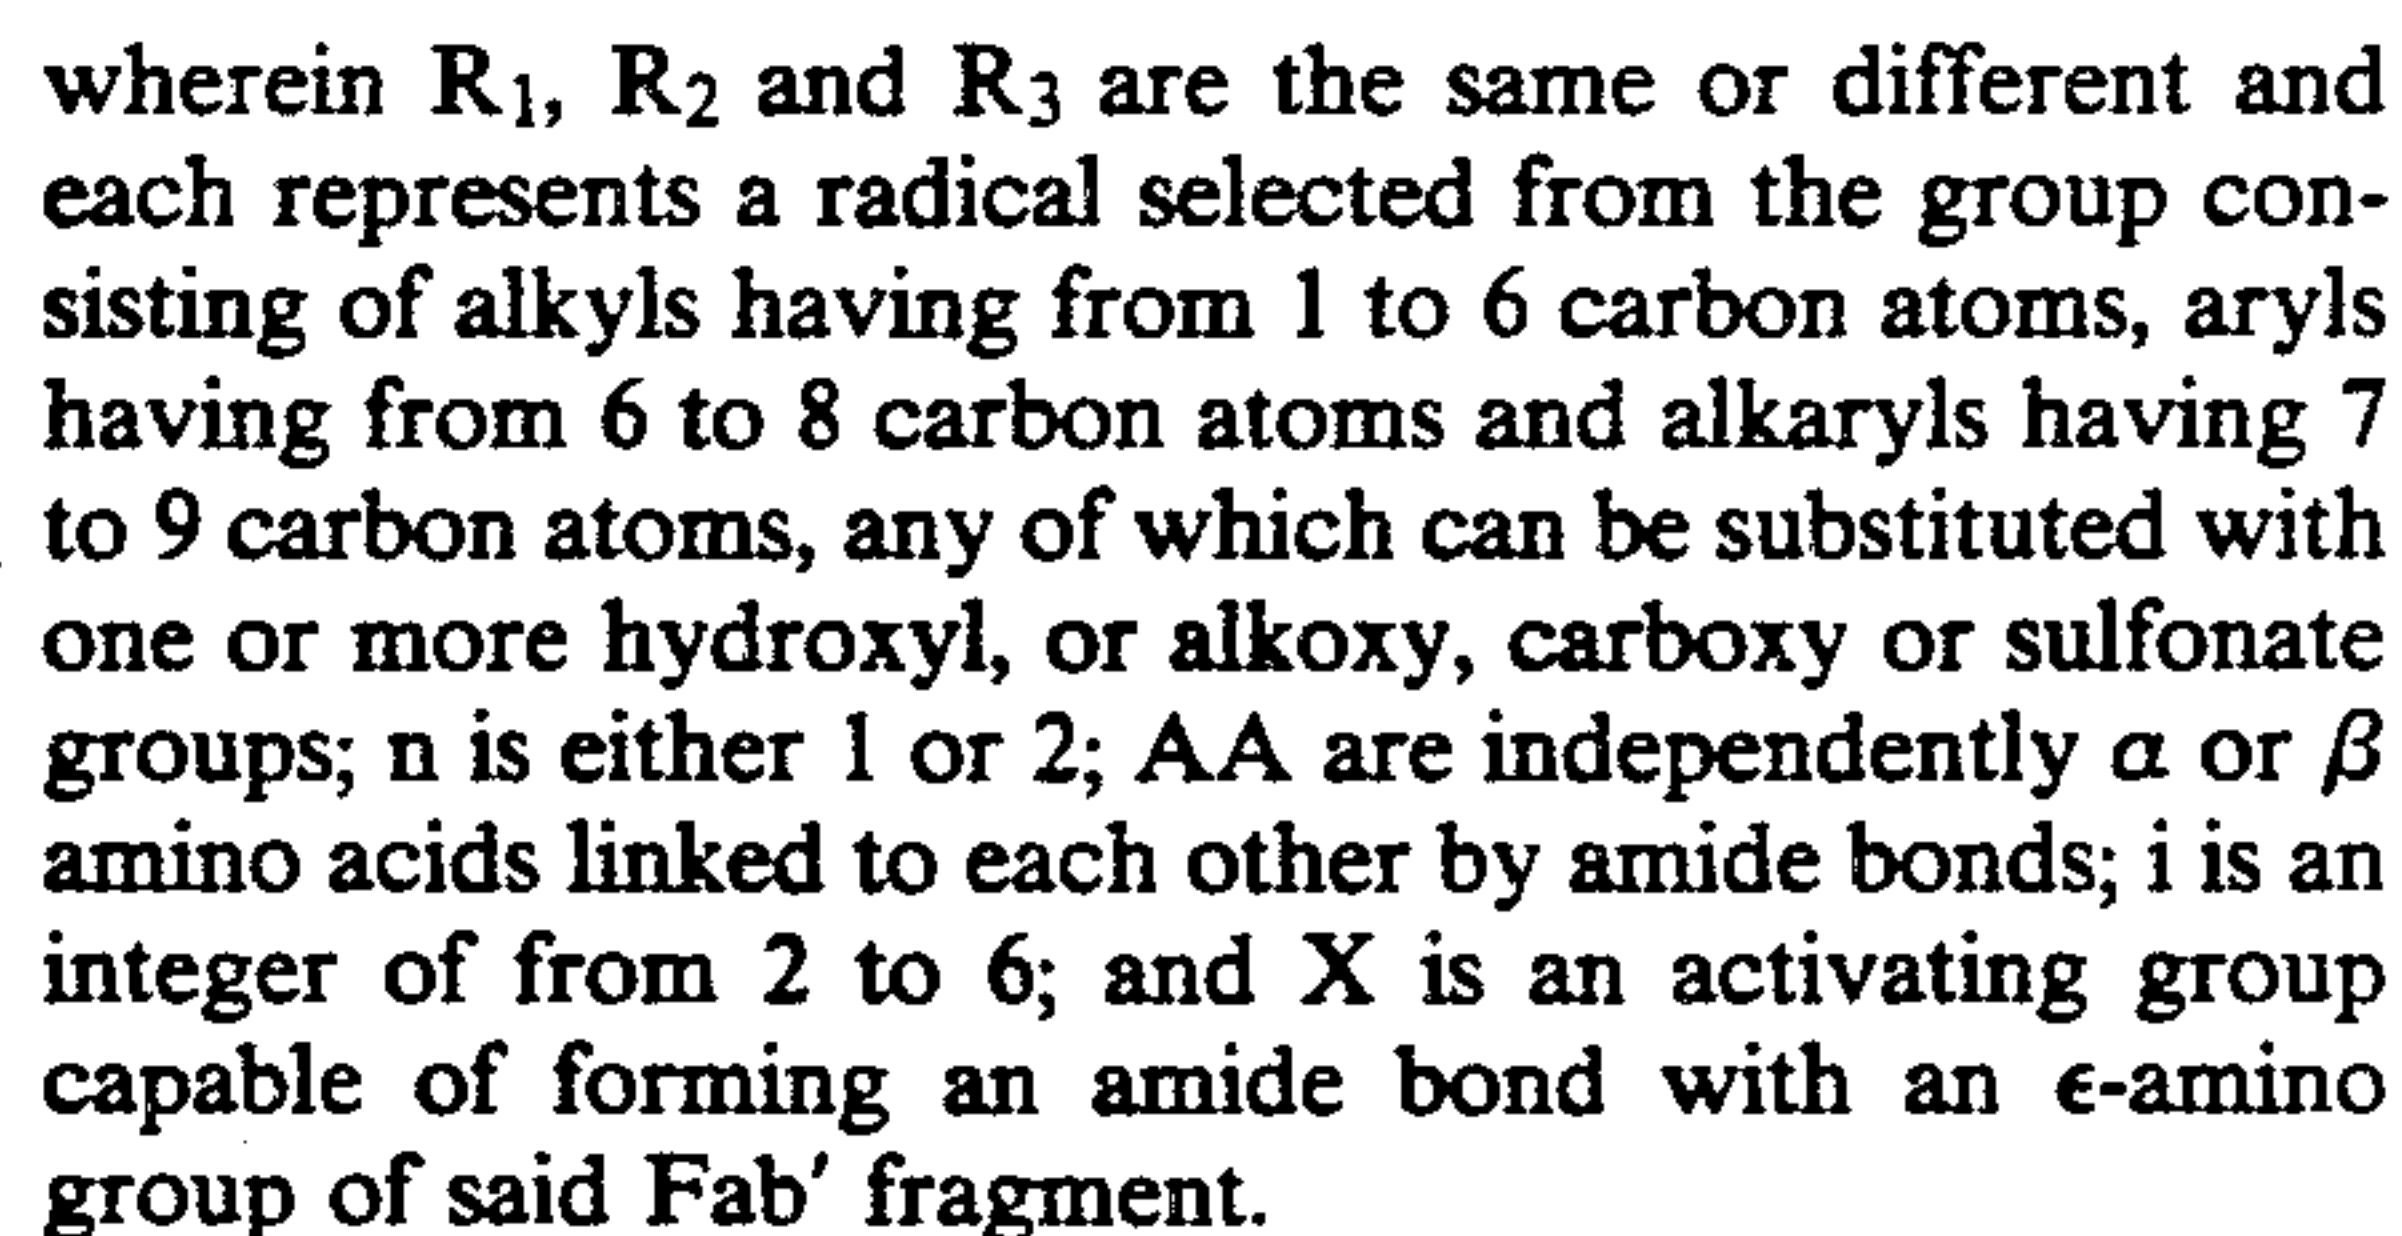 wherein R₁, R₂ and R₃ are the same or different and
each represents a radical selected from the group con-
sisting of alkyls having from 1 to 6 carbon atoms, aryls
having from 6 to 8 carbon atoms and alkaryls having 7
to 9 carbon atoms, any of which can be substituted with
one or more hydroxyl, or alkoxy, carboxy or sulfonate
groups; n is either 1 or 2; AA are independently α or β
amino acids linked to each other by amide bonds; i is an
integer of from 2 to 6; and X is an activating group
capable of forming an amide bond with an ε-amino
group of said Fab′ fragment.